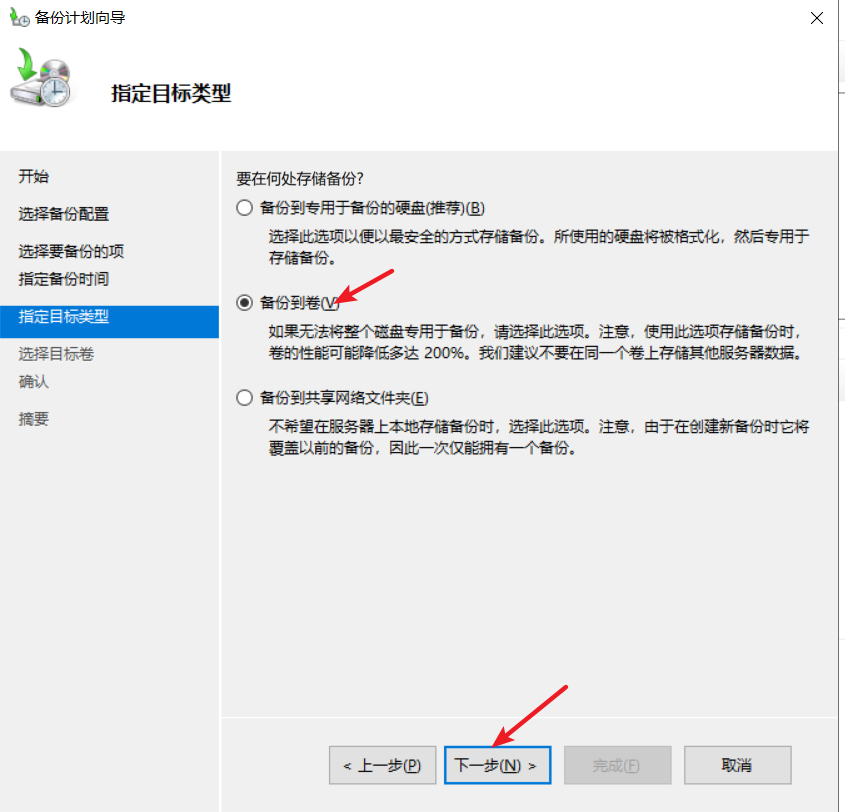 备份计划向导
指定目标类型
开始
选择备份配置
选择要备份的项
指定备份时间
指定目标类型
选择目标卷
确认
摘要
要在何处存储备份?
备份到专用于备份的硬盘(推荐)(B)
选择此选项以便以最安全的方式存储备份。所使用的硬盘将被格式化，然后专用于
存储备份。
备份到卷(V)
如果无法将整个磁盘专用于备份，请选择此选项。注意，使用此选项存储备份时，
卷的性能可能降低多达 200%。我们建议不要在同一个卷上存储其他服务器数据。
备份到共享网络文件夹(E)
不希望在服务器上本地存储备份时，选择此选项。注意，由于在创建新备份时它将
覆盖以前的备份，因此一次仅能拥有一个备份。
< 上一步(P)
下一步(N) >
完成(F)
取消